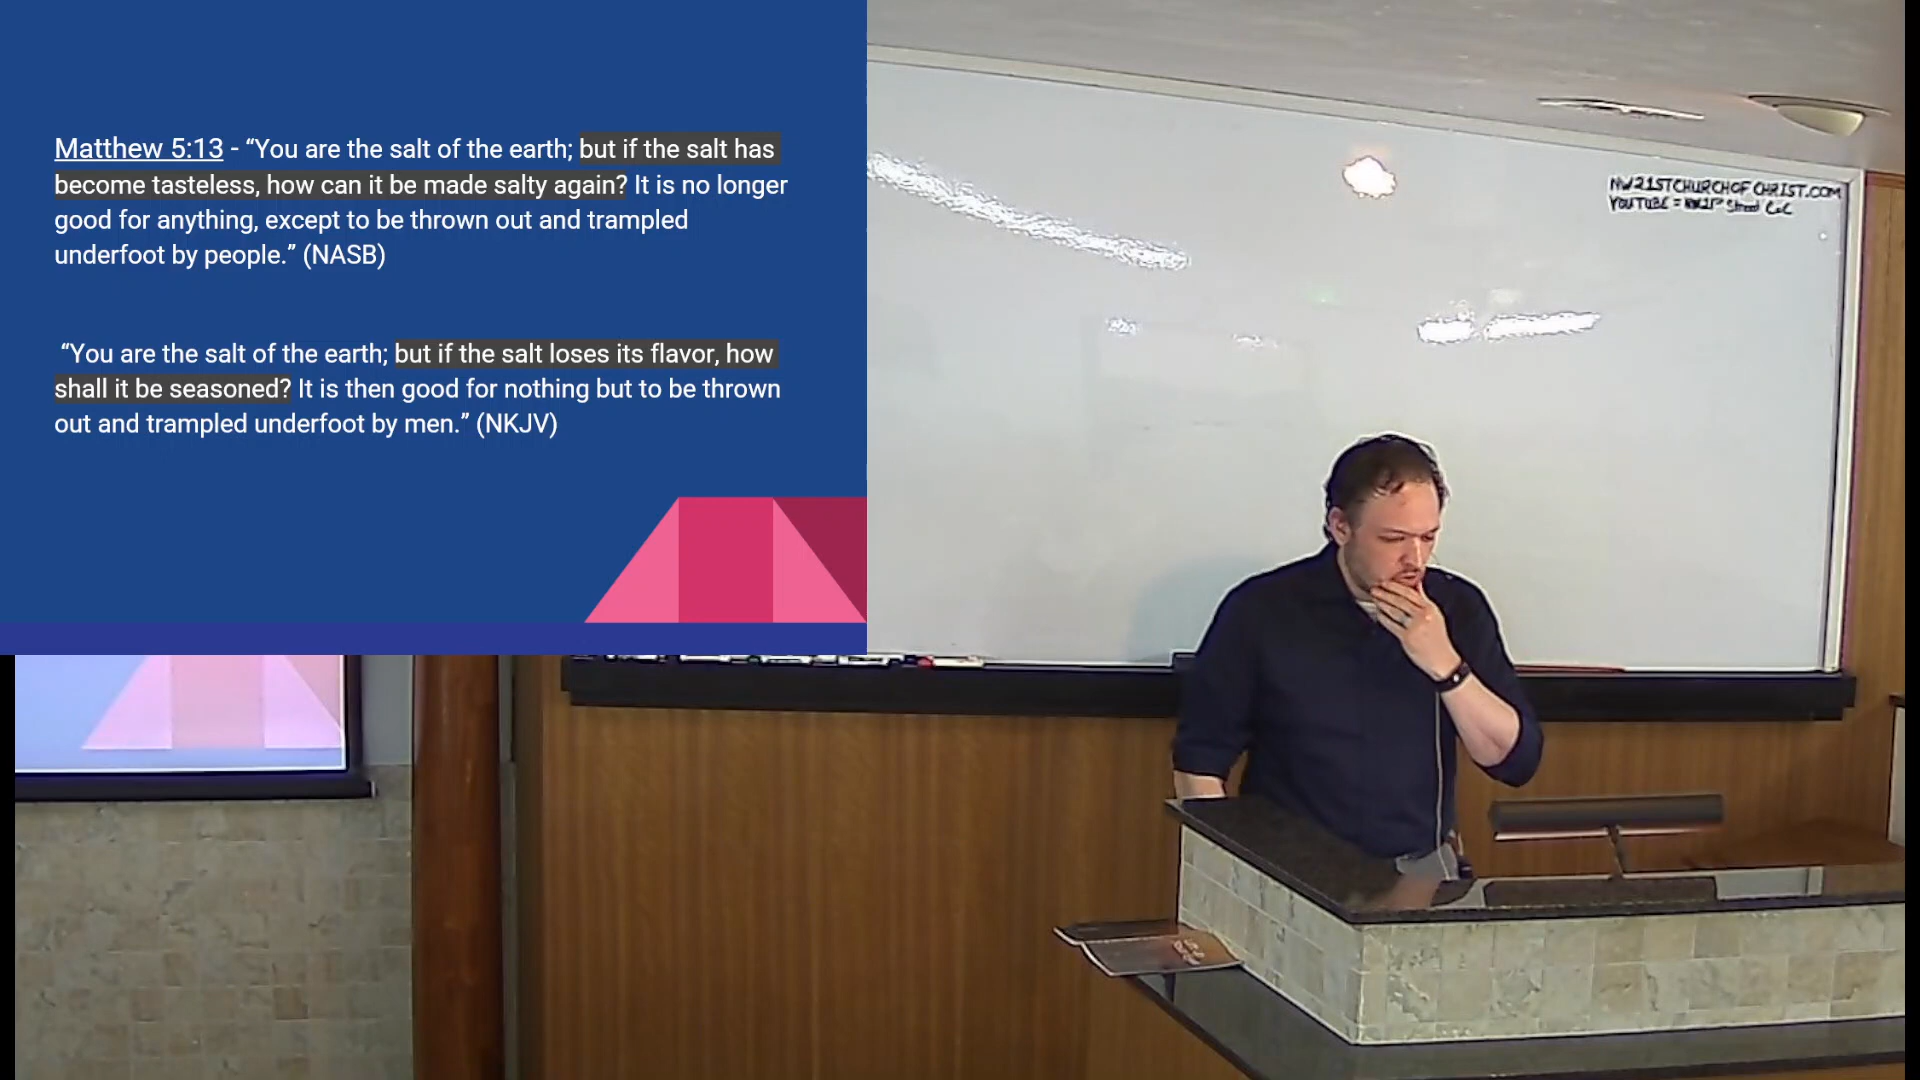 Matthew 5:13 - “You are the salt of the earth; but if the salt has
become tasteless, how can it be made salty again? It is no longer
good for anything, except to be thrown out and trampled
underfoot by people.” (NASB)
“You are the salt of the earth; but if the salt loses its flavor, how
shall it be seasoned? It is then good for nothing but to be thrown
out and trampled underfoot by men.” (NKJV)
NW21STCHURCHOFCHRIST.COM
YOUTUBE = NW21ST Street CoC